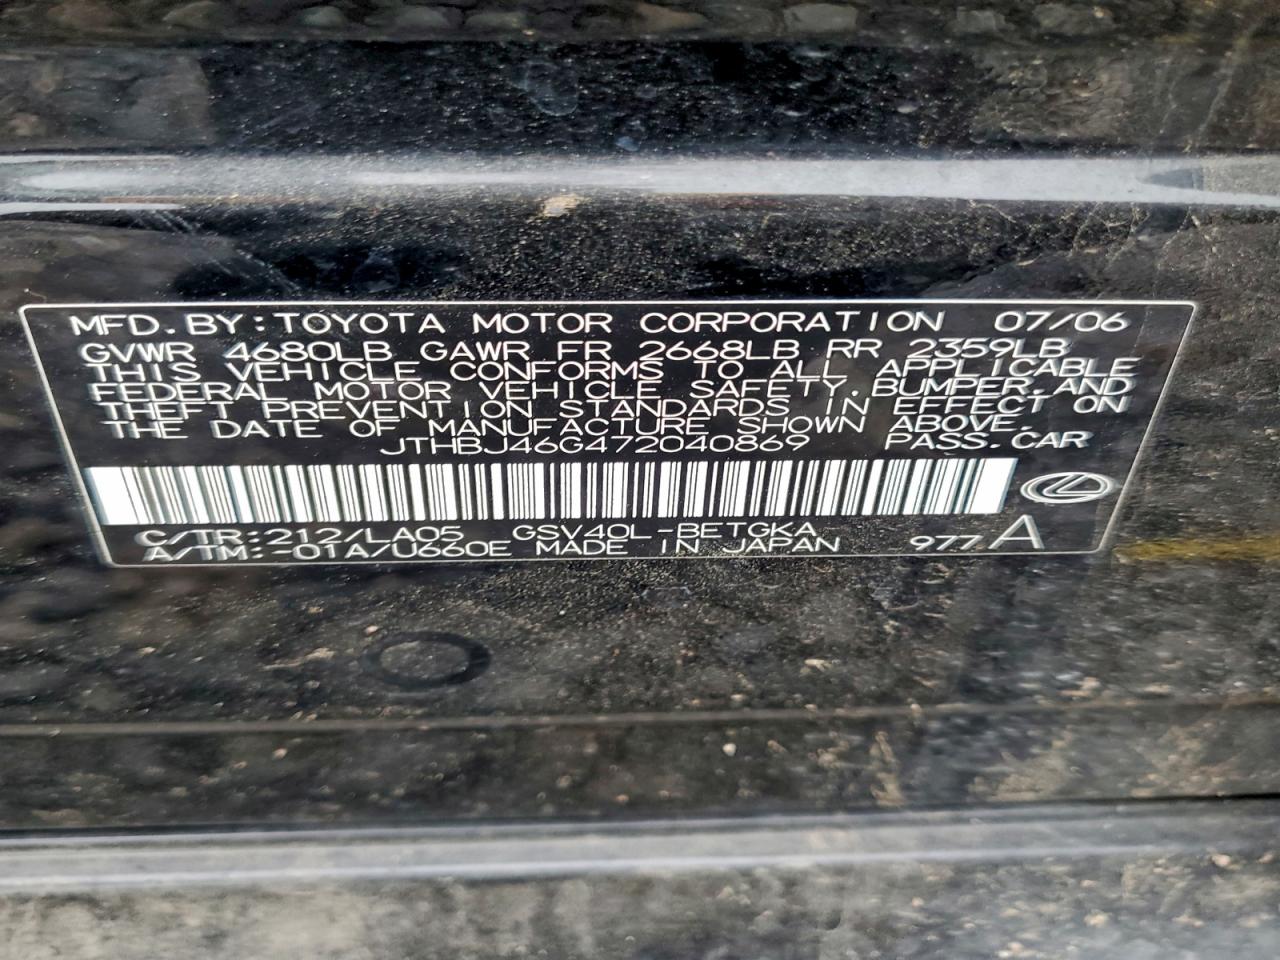 MFD. BY: TOYOTA MOTOR CORPORATION 07/06
GVWR 4680LB GAWR FR 2668LB RR 2359LB
THIS VEHICLE CONFORMS TO ALL APPLICABLE
FEDERAL MOTOR VEHICLE SAFETY, BUMPER, AND
THEFT PREVENTION STANDARDS IN EFFECT ON
THE DATE OF MANUFACTURE SHOWN ABOVE.
JTHBJ46G472040869 PASS. CAR
C/TR: 212/LA05 GSV40L-BETGKA
A/TM: -01A/U660E MADE IN JAPAN 977 A